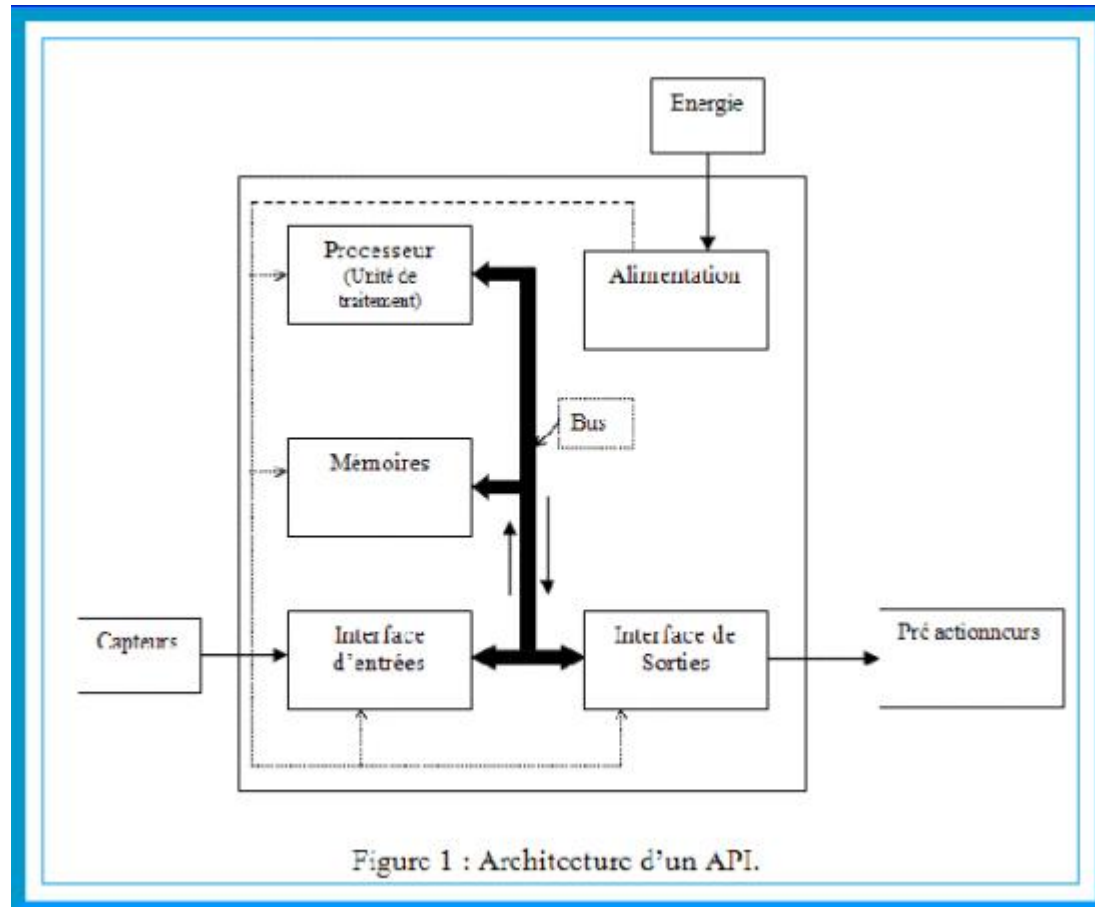 Energie
Processeur
(Unité de
traitement)
Alimentation
Bus
Mémoires
Capteurs
Interface
d'entrées
Interface de
Sorties
Pré actionneurs
Figure 1 : Architecture d'un API.